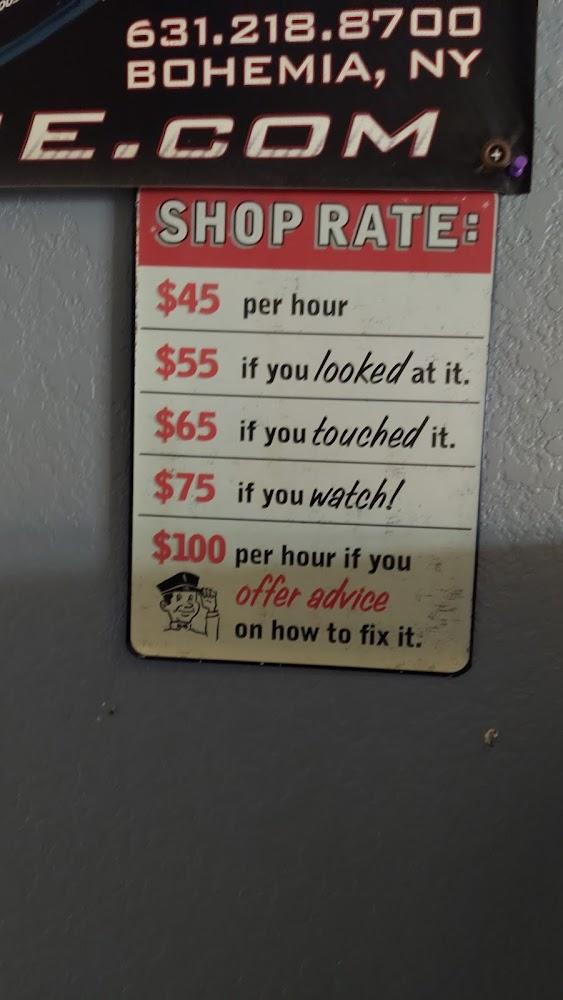 631.218.8700
BOHEMIA, NY
E.COM
SHOP RATE:
$45 per hour
$55 if you looked at it.
$65 if you touched it.
$75 if you watch!
$100 per hour if you
offer advice
on how to fix it.